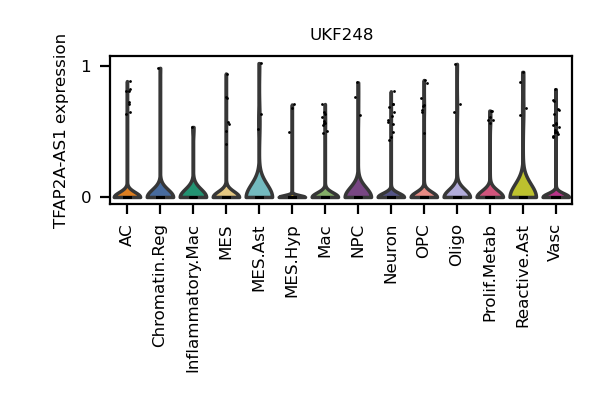 UKF248
TFAP2A-AS1 expression
1
0
AC
Chromatin.Reg
Inflammatory.Mac
MES
MES.Ast
MES.Hyp
Mac
NPC
Neuron
OPC
Oligo
Prolif.Metab
Reactive.Ast
Vasc